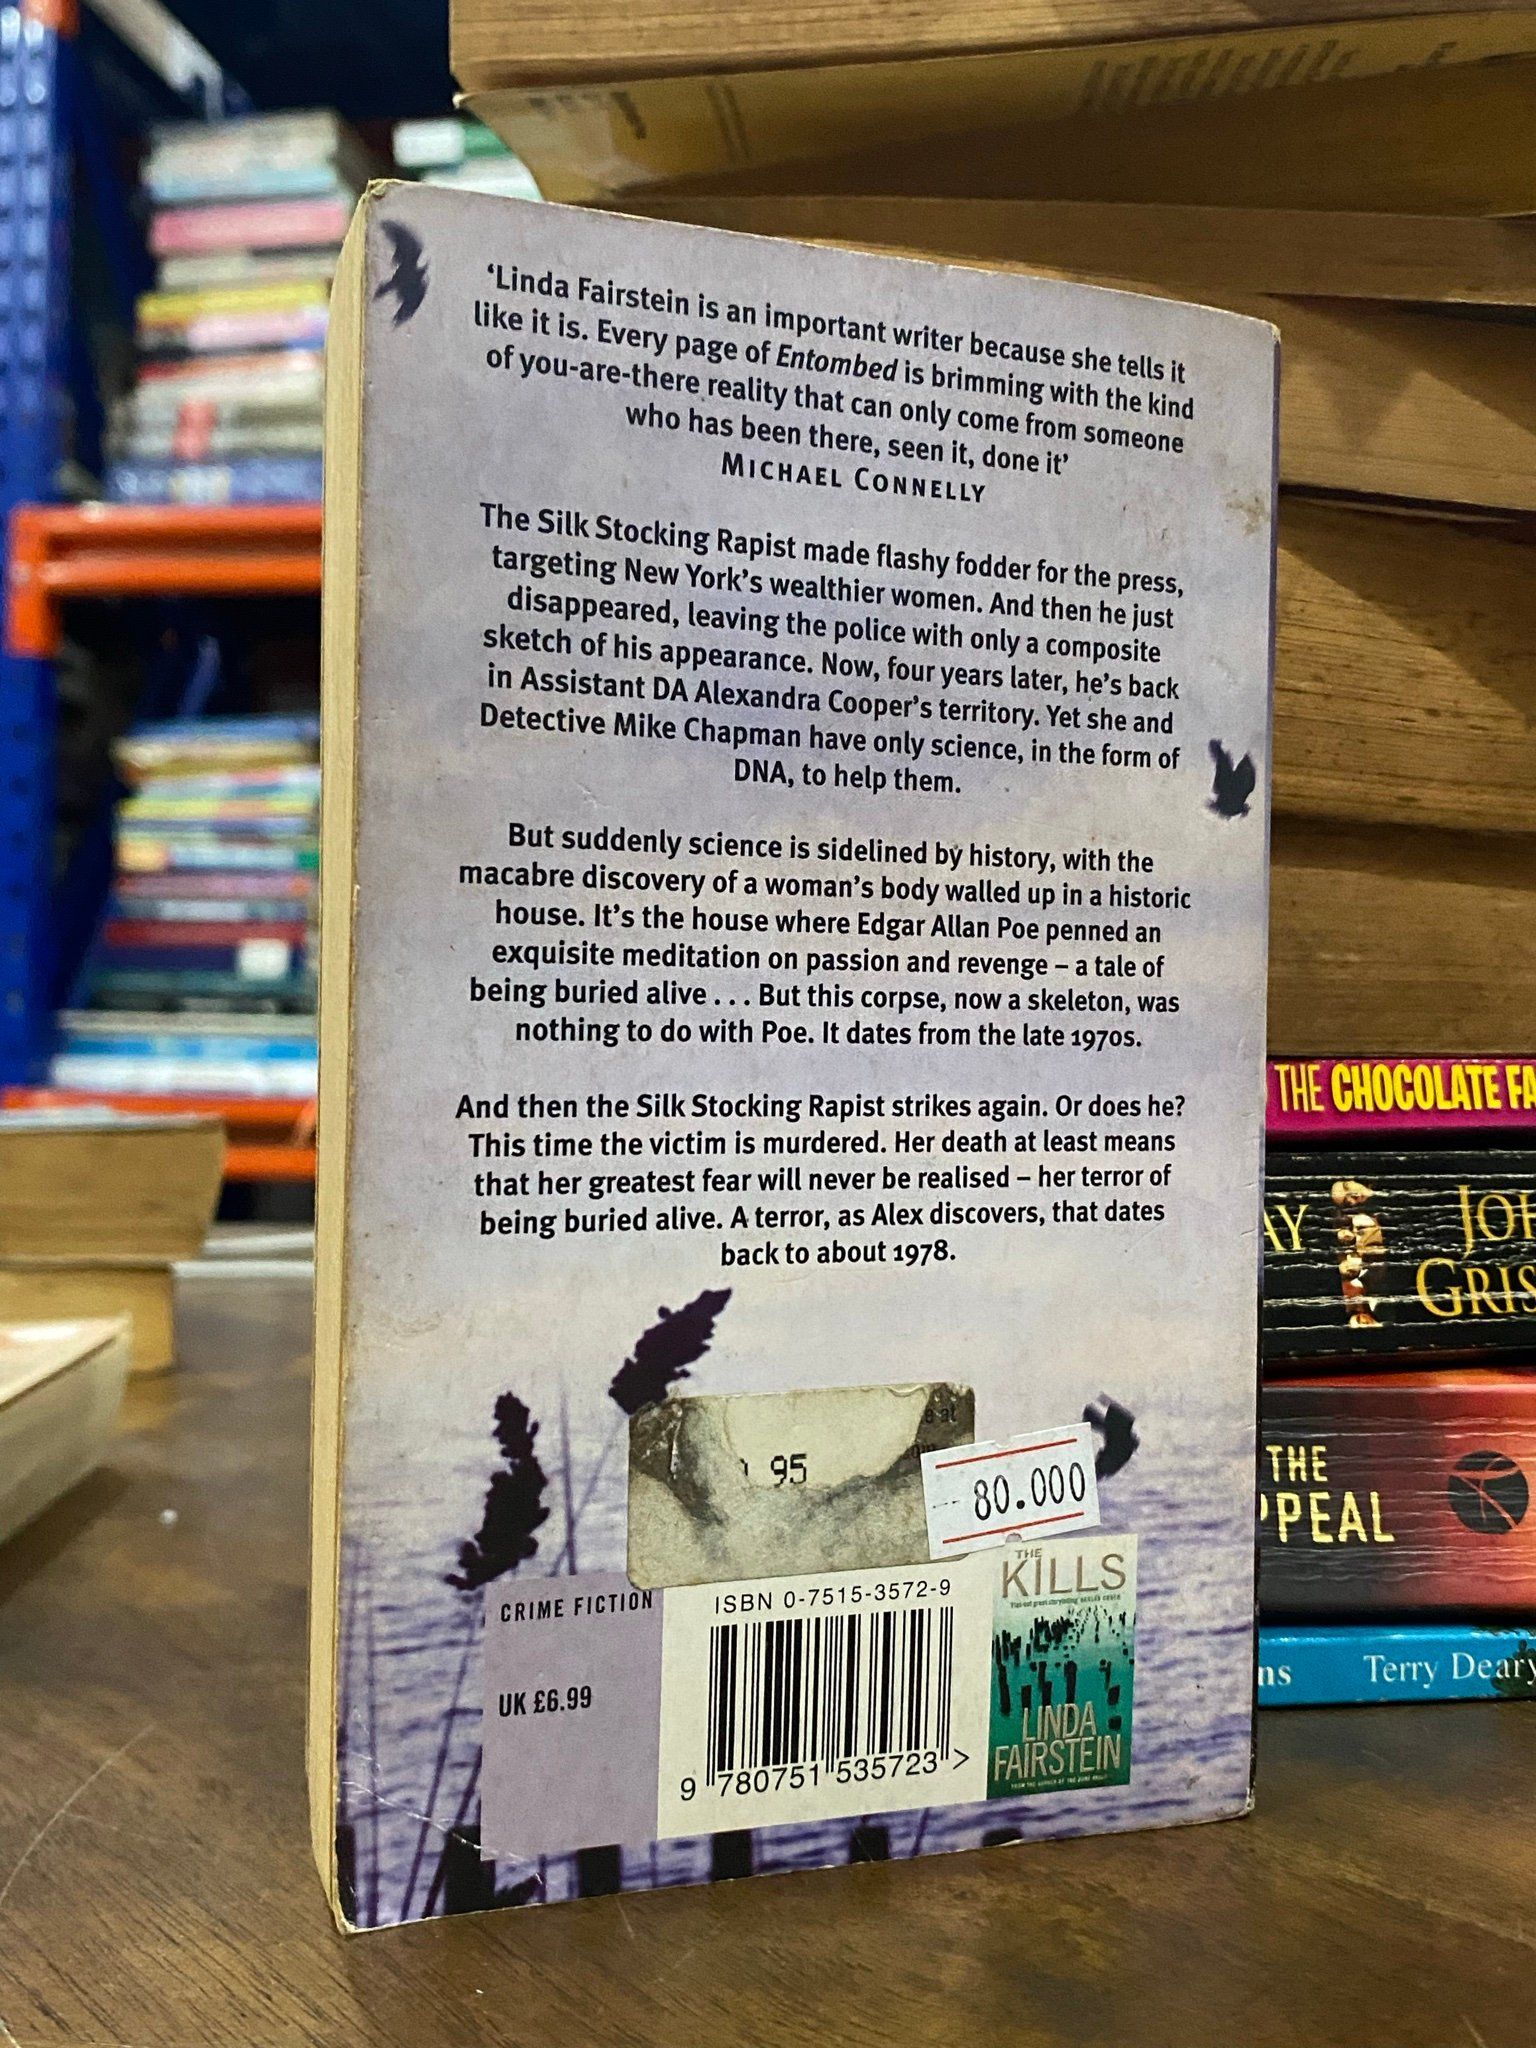 ‘Linda Fairstein is an important writer because she tells it
like it is. Every page of Entombed is brimming with the kind
of you-are-there reality that can only come from someone
who has been there, seen it, done it’
MICHAEL CONNELLY
The Silk Stocking Rapist made flashy fodder for the press,
targeting New York’s wealthier women. And then he just
disappeared, leaving the police with only a composite
sketch of his appearance. Now, four years later, he’s back
in Assistant DA Alexandra Cooper’s territory. Yet she and
Detective Mike Chapman have only science, in the form of
DNA, to help them.
But suddenly science is sidelined by history, with the
macabre discovery of a woman’s body walled up in a historic
house. It’s the house where Edgar Allan Poe penned an
exquisite meditation on passion and revenge – a tale of
being buried alive . . . But this corpse, now a skeleton, was
nothing to do with Poe. It dates from the late 1970s.
And then the Silk Stocking Rapist strikes again. Or does he?
This time the victim is murdered. Her death at least means
that her greatest fear will never be realised – her terror of
being buried alive. A terror, as Alex discovers, that dates
back to about 1978.
95
80.000
CRIME FICTION
UK £6.99
ISBN 0-7515-3572-9
9 780751 535723 >
THE
KILLS
LINDA
FAIRSTEIN
THE CHOCOLATE FA
AY
JOH
GRIS
THE
PPEAL
ns Terry Deary